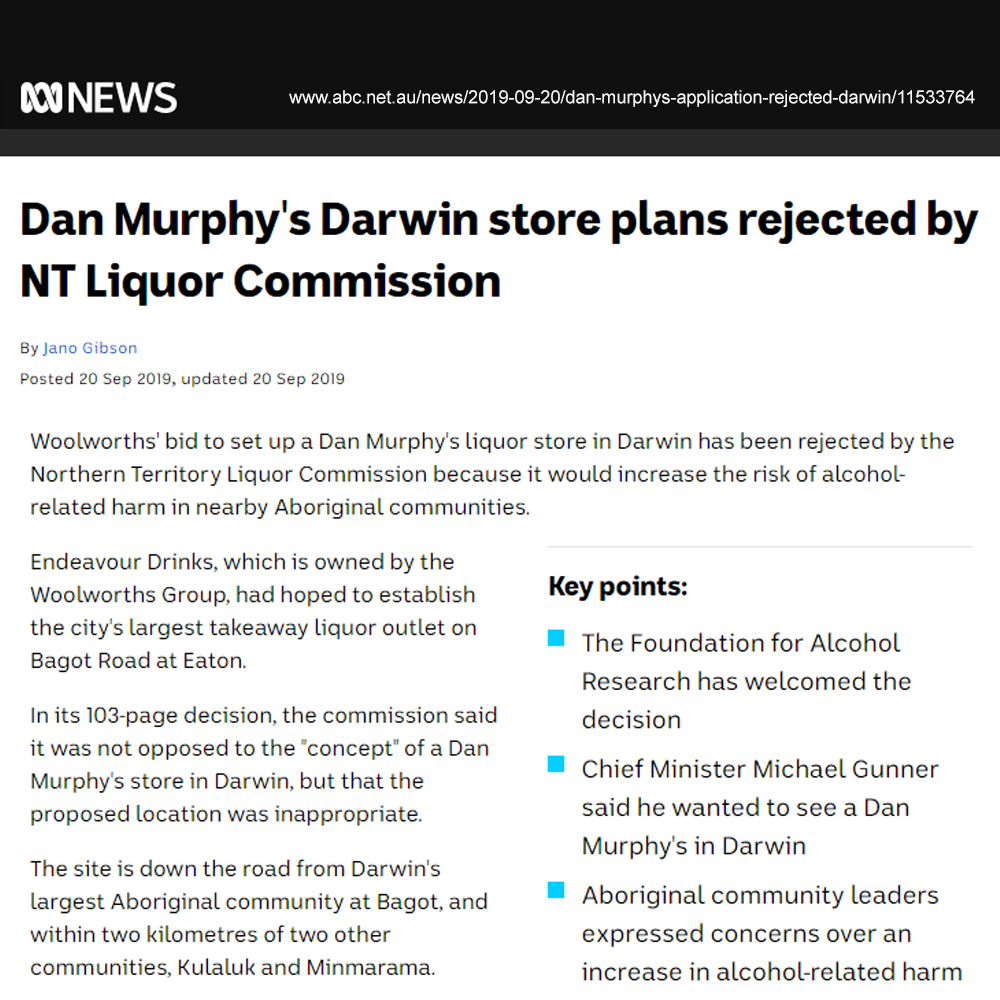 NEWS
www.abc.net.au/news/2019-09-20/dan-murphys-application-rejected-darwin/11533764
Dan Murphy's Darwin store plans rejected by
NT Liquor Commission
By Jano Gibson
Posted 20 Sep 2019, updated 20 Sep 2019
Woolworths' bid to set up a Dan Murphy's liquor store in Darwin has been rejected by the
Northern Territory Liquor Commission because it would increase the risk of alcohol-
related harm in nearby Aboriginal communities.
Endeavour Drinks, which is owned by the
Woolworths Group, had hoped to establish
the city's largest takeaway liquor outlet on
Bagot Road at Eaton.
In its 103-page decision, the commission said
it was not opposed to the "concept" of a Dan
Murphy's store in Darwin, but that the
proposed location was inappropriate.
The site is down the road from Darwin's
largest Aboriginal community at Bagot, and
within two kilometres of two other
communities, Kulaluk and Minmarama.
Key points:
The Foundation for Alcohol
Research has welcomed the
decision
Chief Minister Michael Gunner
said he wanted to see a Dan
Murphy's in Darwin
Aboriginal community leaders
expressed concerns over an
increase in alcohol-related harm